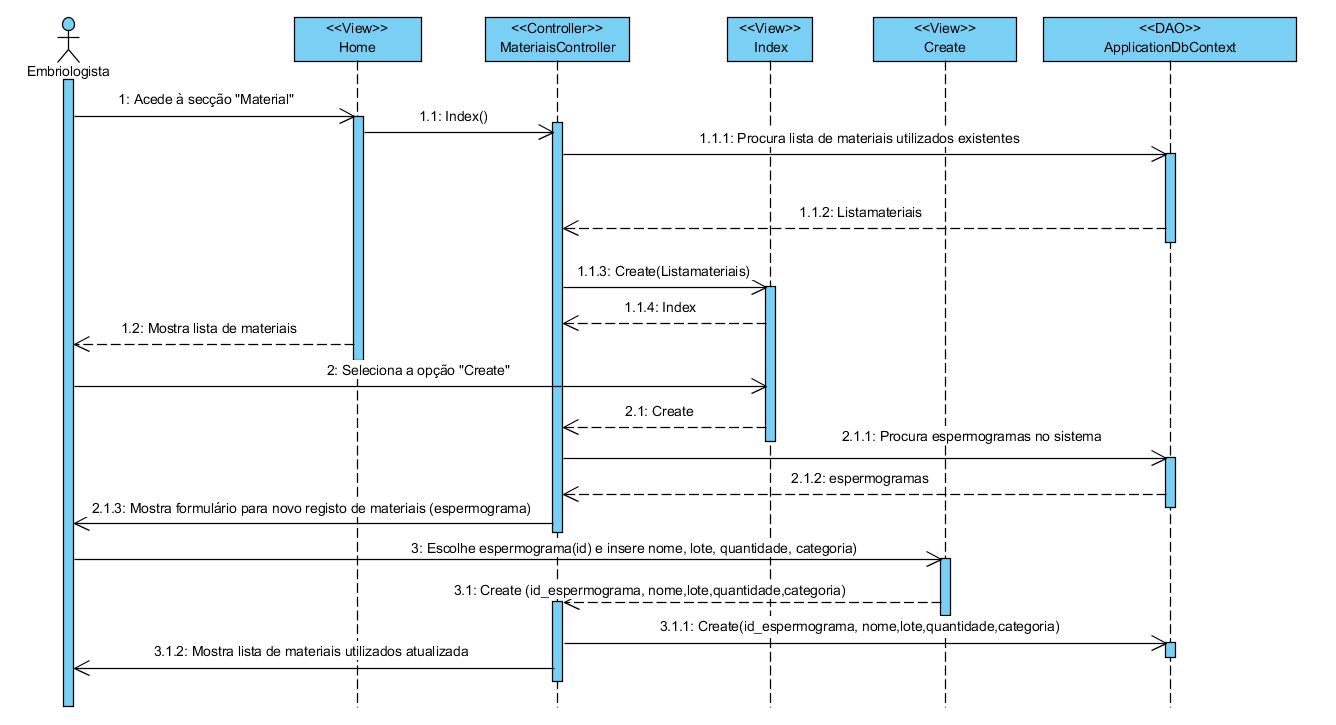 <<View>>
Home
<<Controller>>
MateriaisController
<<View>>
Index
<<View>>
Create
<<DAO>>
ApplicationDbContext
Embriologista
1: Acede à secção "Material"
1.1: Index()
1.1.1: Procura lista de materiais utilizados existentes
1.1.2: Listamateriais
1.1.3: Create(Listamateriais)
1.1.4: Index
1.2: Mostra lista de materiais
2: Seleciona a opção "Create"
2.1: Create
2.1.1: Procura espermogramas no sistema
2.1.2: espermogramas
2.1.3: Mostra formulário para novo registo de materiais (espermograma)
3: Escolhe espermograma(id) e insere nome, lote, quantidade, categoria)
3.1: Create (id_espermograma, nome,lote,quantidade,categoria)
3.1.1: Create(id_espermograma, nome,lote,quantidade,categoria)
3.1.2: Mostra lista de materiais utilizados atualizada